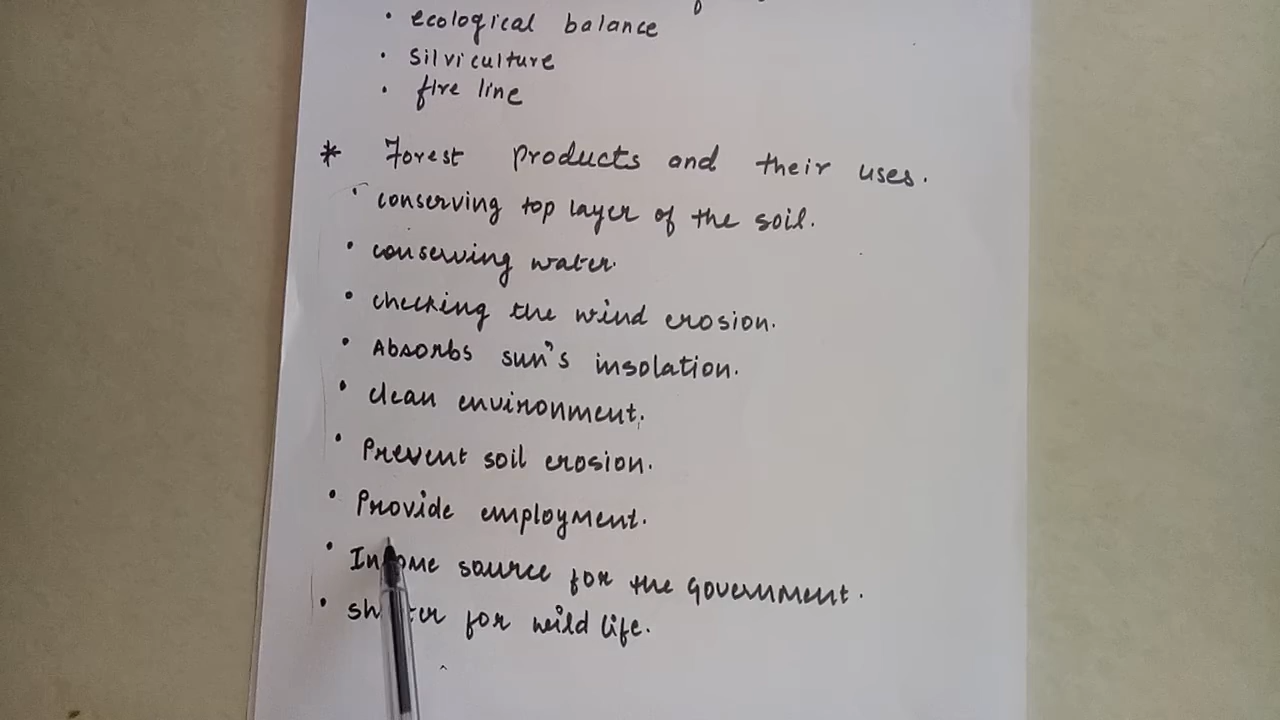 • ecological balance
• silviculture
• fire line
* Forest products and their uses.
• conserving top layer of the soil.
• conserving water.
• checking the wind erosion.
• Absorbs sun's insolation.
• clean environment.
• Prevent soil erosion.
• Provide employment.
• source for the Government.
• for wild life.